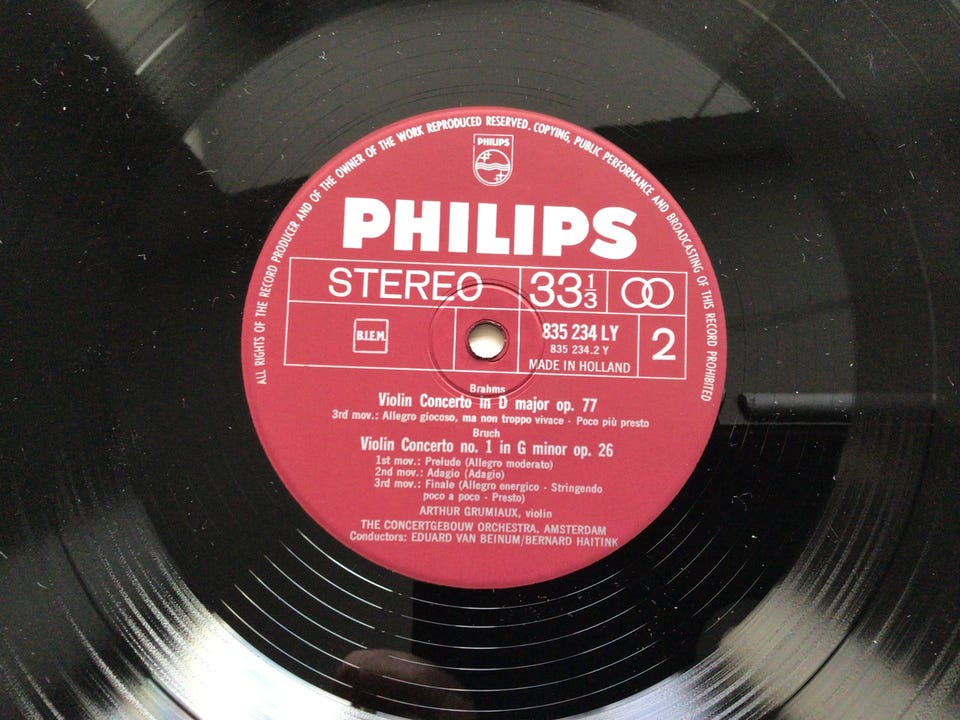 ALL RIGHTS OF THE RECORD PRODUCER AND OF THE OWNER OF THE WORK REPRODUCED RESERVED. COPYING, PUBLIC PERFORMANCE AND BROADCASTING OF THIS RECORD PROHIBITED
PHILIPS
PHILIPS
STEREO 33 1/3
B.I.E.M. 835 234 LY 2
835 234.2 Y
MADE IN HOLLAND
Brahms
Violin Concerto in D major op. 77
3rd mov.: Allegro giocoso, ma non troppo vivace - Poco più presto
Bruch
Violin Concerto no. 1 in G minor op. 26
1st mov.: Prelude (Allegro moderato)
2nd mov.: Adagio (Adagio)
3rd mov.: Finale (Allegro energico - Stringendo
poco a poco - Presto)
ARTHUR GRUMIAUX, violin
THE CONCERTGEBOUW ORCHESTRA, AMSTERDAM
Conductors: EDUARD VAN BEINUM/BERNARD HAITINK